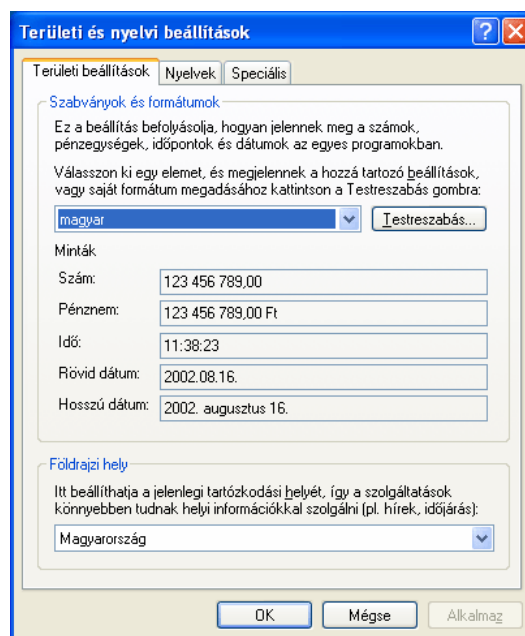 Területi és nyelvi beállítások
Területi beállítások
Nyelvek
Speciális
Szabványok és formátumok
Ez a beállítás befolyásolja, hogyan jelennek meg a számok,
pénzegységek, időpontok és dátumok az egyes programokban.
Válasszon ki egy elemet, és megjelennek a hozzá tartozó beállítások,
vagy saját formátum megadásához kattintson a Testreszabás gombra:
magyar
Testreszabás...
Minták
Szám: 123 456 789,00
Pénznem: 123 456 789,00 Ft
Idő: 11:38:23
Rövid dátum: 2002.08.16.
Hosszú dátum: 2002. augusztus 16.
Földrajzi hely
Itt beállíthatja a jelenlegi tartózkodási helyét, így a szolgáltatások
könnyebben tudnak helyi információkkal szolgálni (pl. hírek, időjárás):
Magyarország
OK
Mégse
Alkalmaz